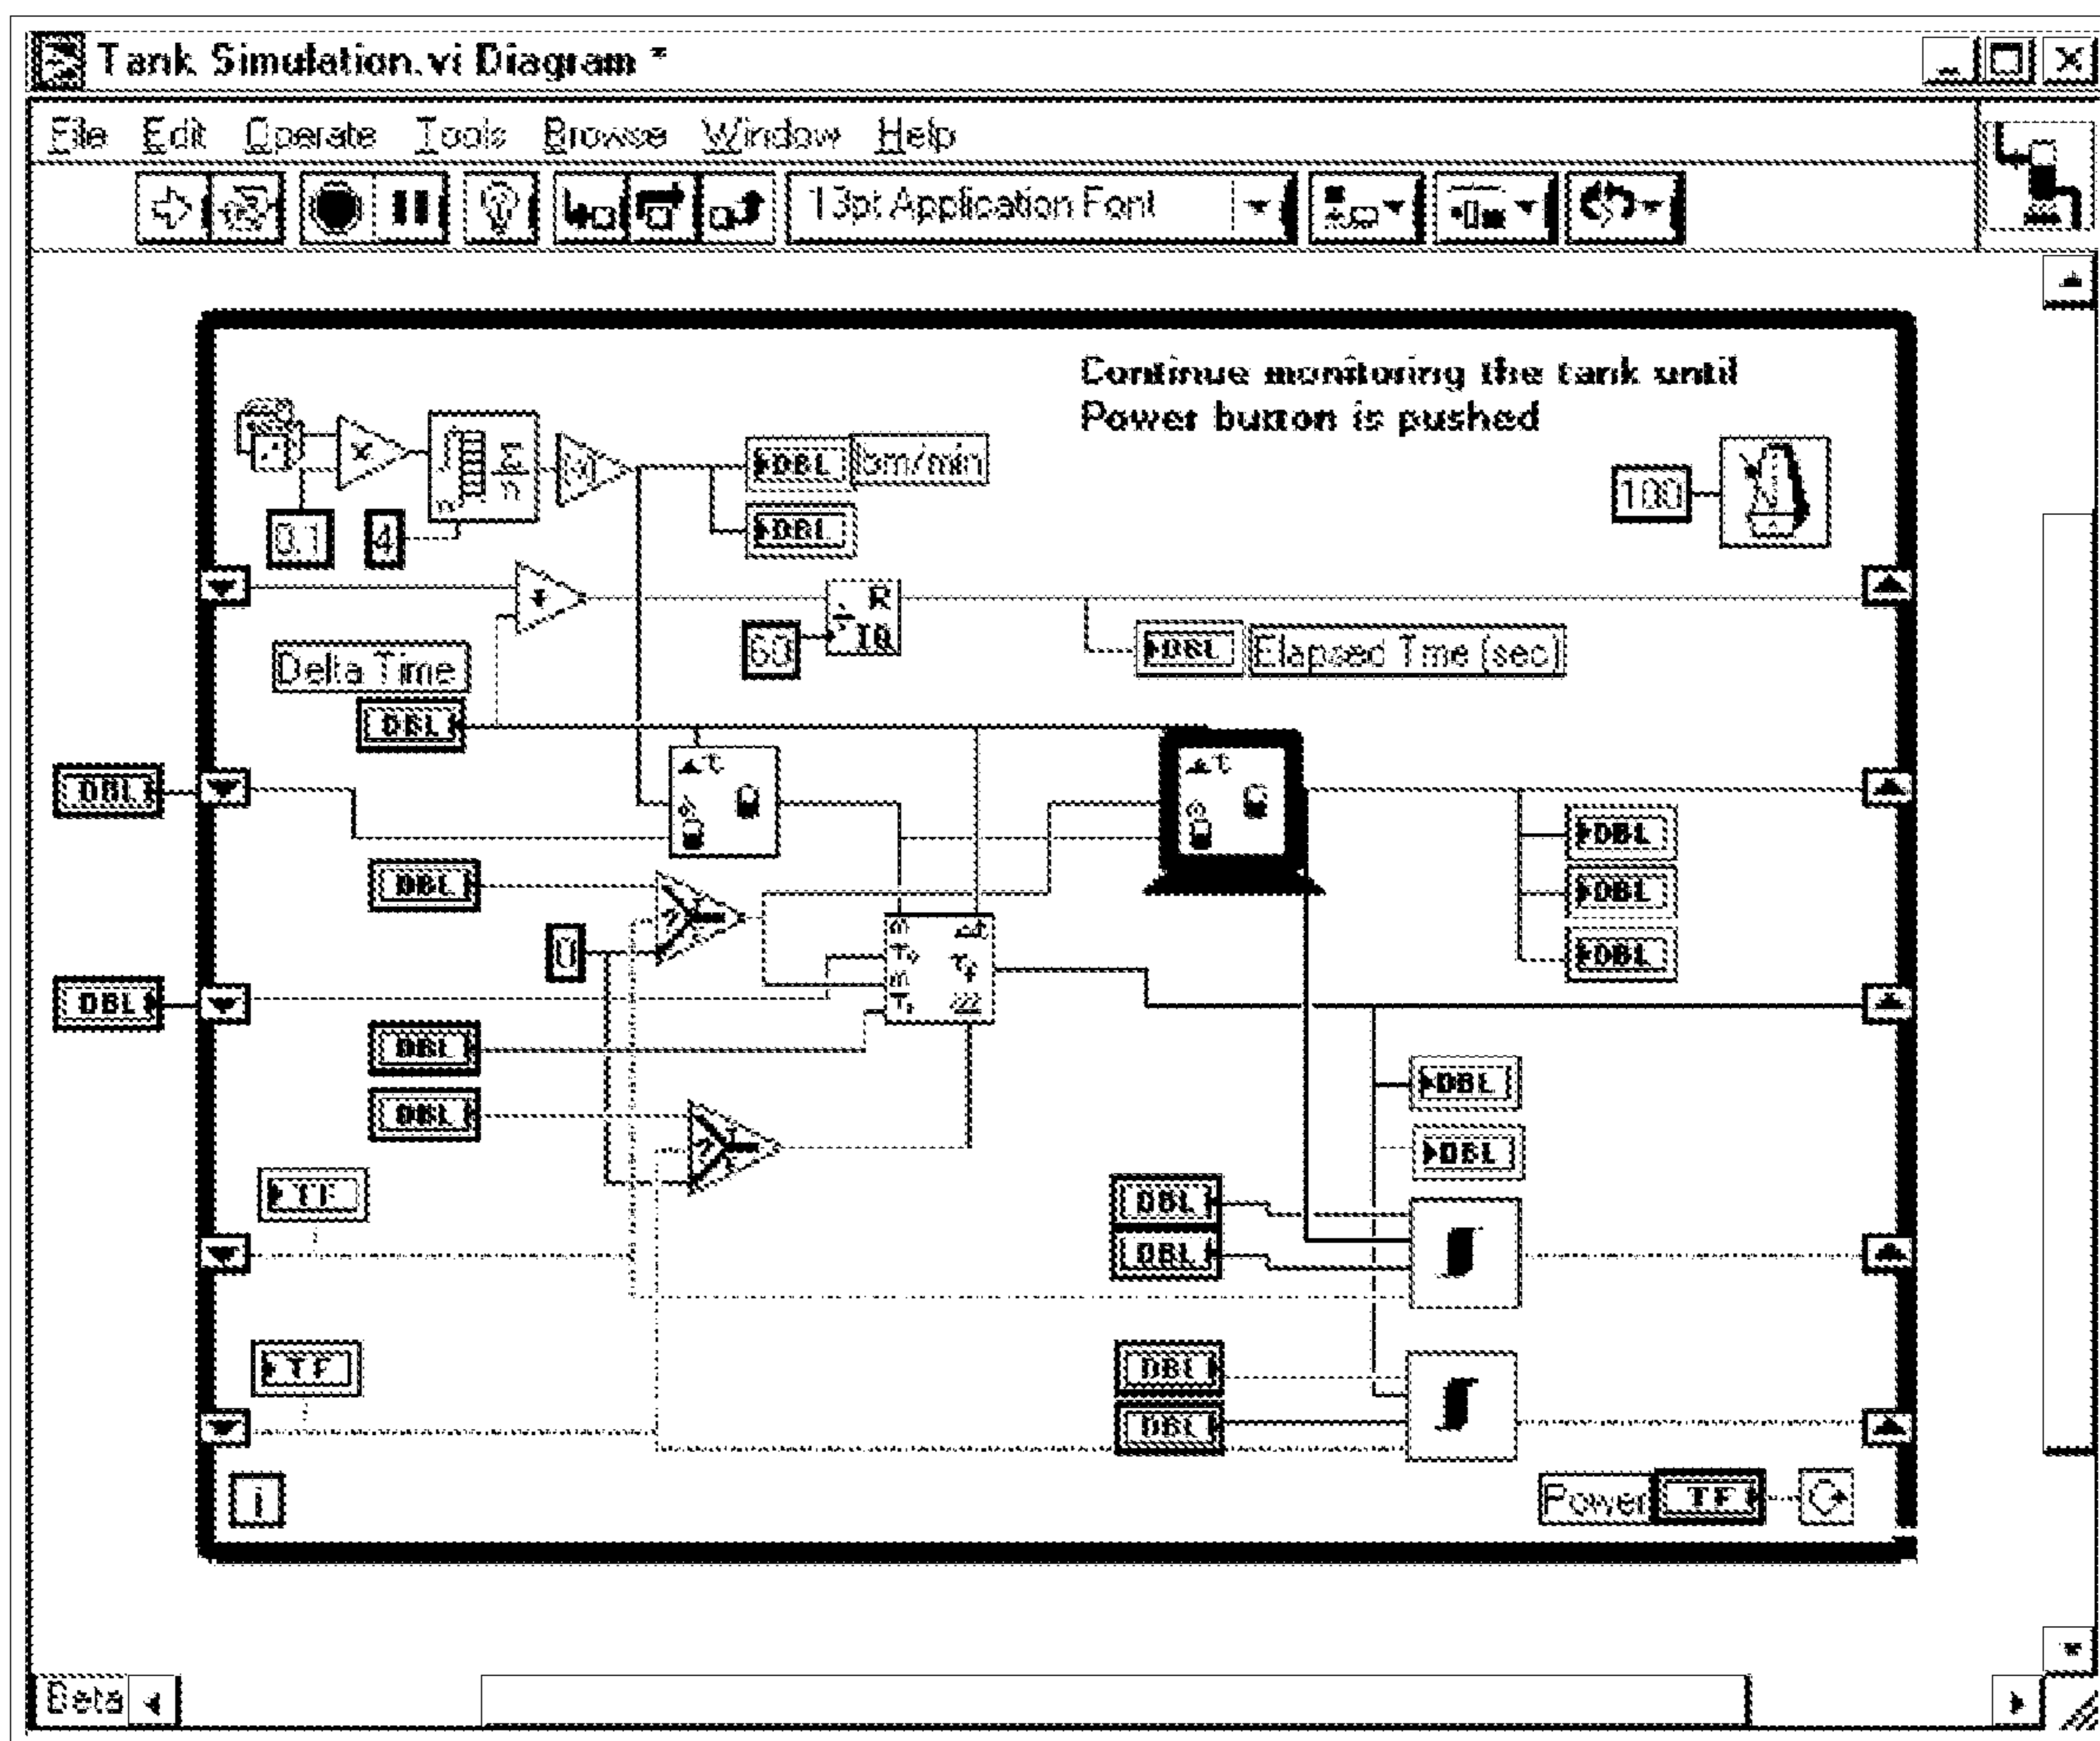 Tank Simulation.vi Diagram *
File Edit Operate Tools Browse Window Help
13pt Application Font
Continue monitoring the tank until
Power button is pushed
DBL lbm/min
100
0.1 4
DBL
R
60 IQ
DBL Elapsed Time (sec)
Delta Time
DBL
DBL
DBL
DBL
DBL
0
DBL
DBL
DBL
DBL
DBL
DBL
TF
DBL
DBL
TF
DBL
DBL
i
Power TF
Beta